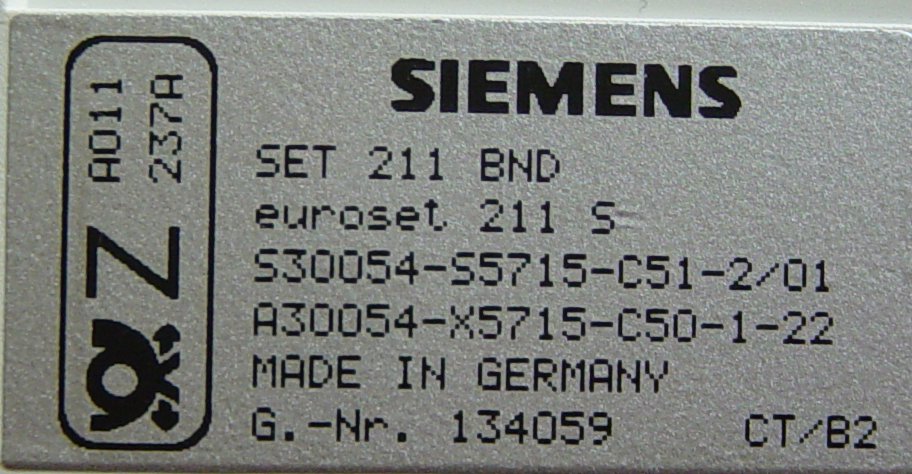 SIEMENS
SET 211 BND
euroset 211 S
S30054-S5715-C51-2/01
A30054-X5715-C50-1-22
MADE IN GERMANY
G.-Nr. 134059 CT/B2
Z A011
237A